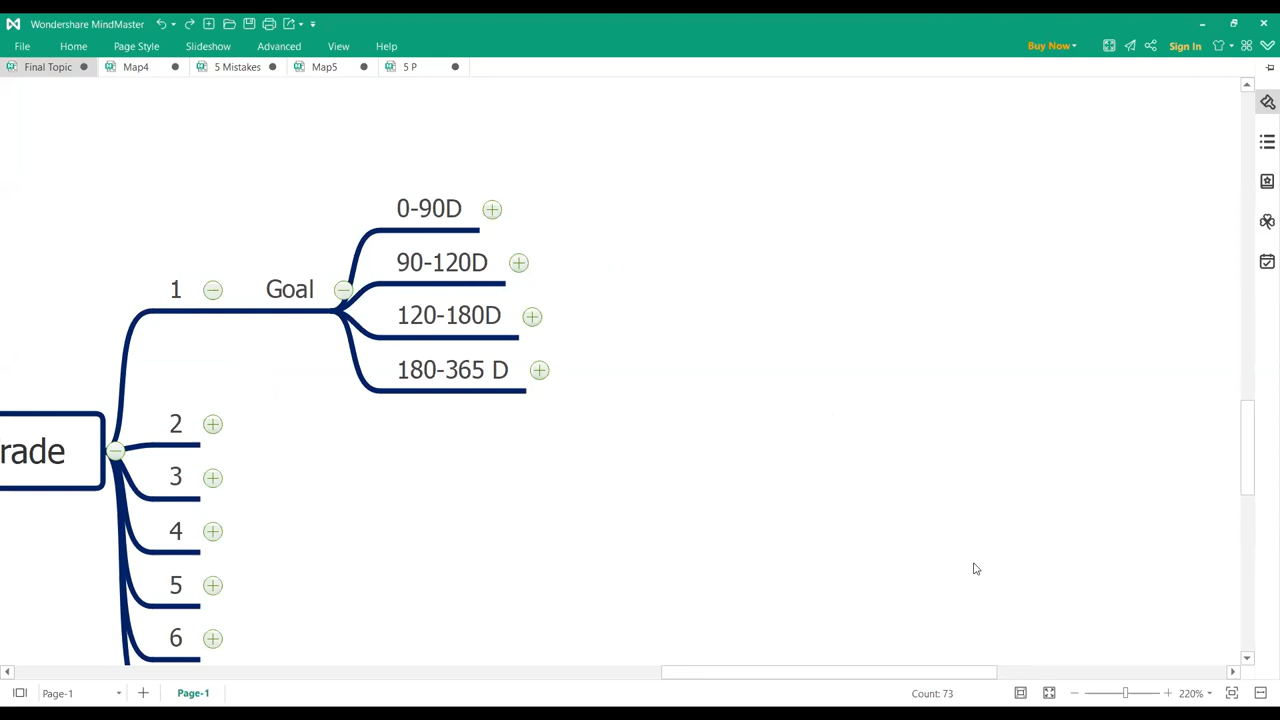 Wondershare MindMaster
File Home Page Style Slideshow Advanced View Help Buy Now Sign In
Final Topic Map4 5 Mistakes Map5 5 P
0-90D
90-120D
1 Goal
120-180D
180-365 D
2
rade
3
4
5
6
Page-1 Page-1 Count: 73 220%